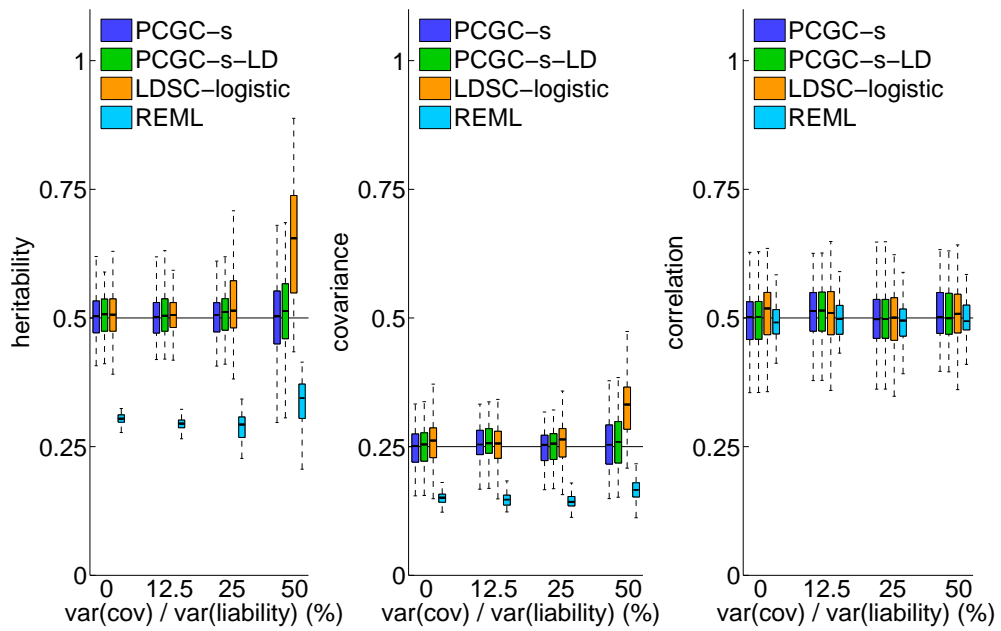 heritability
1
0.75
0.5
0.25
0
PCGC−s
PCGC−s−LD
LDSC−logistic
REML
0 12.5 25 50
var(cov) / var(liability) (%)
covariance
1
0.75
0.5
0.25
0
PCGC−s
PCGC−s−LD
LDSC−logistic
REML
0 12.5 25 50
var(cov) / var(liability) (%)
correlation
1
0.75
0.5
0.25
0
PCGC−s
PCGC−s−LD
LDSC−logistic
REML
0 12.5 25 50
var(cov) / var(liability) (%)